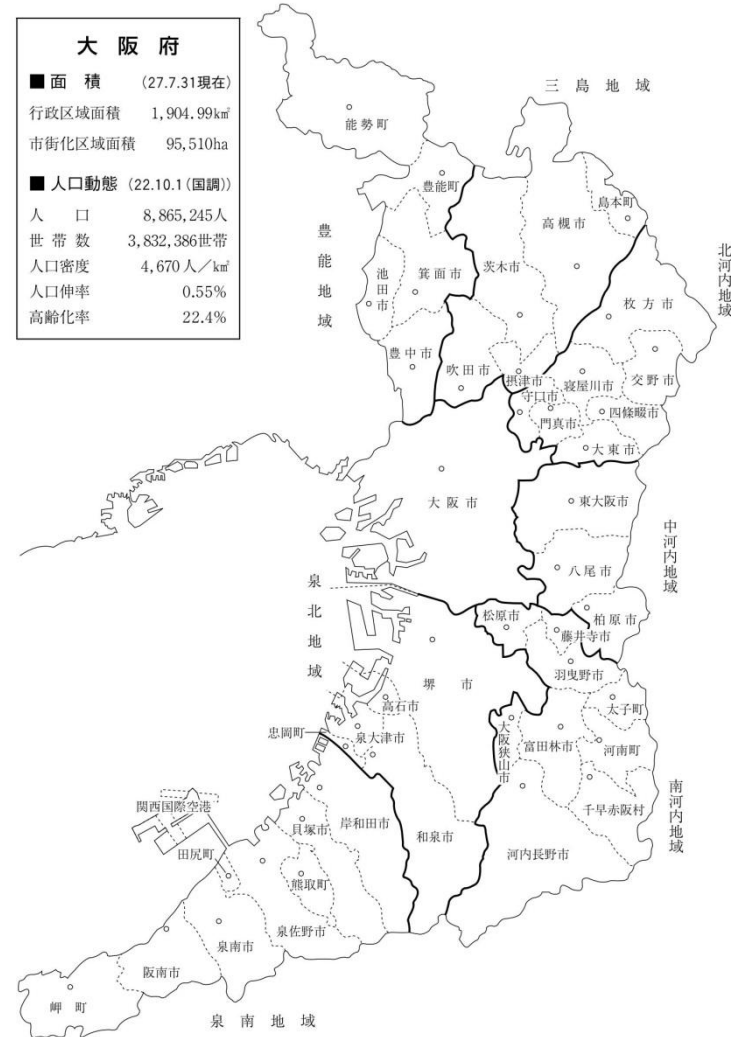 大阪府
■面積 (27.7.31現在)
行政区域面積 1,904.99km²
市街化区域面積 95,510ha
■人口動態 (22.10.1(国調))
人口 8,865,245人
世帯数 3,832,386世帯
人口密度 4,670人/km²
人口伸率 0.55%
高齢化率 22.4%
三島地域
能勢町
豊能町
島本町
高槻市
豊能地域
池田市
箕面市
茨木市
北河内地域
枚方市
豊中市
吹田市
摂津市
寝屋川市
交野市
守口市
門真市
四條畷市
大東市
大阪市
東大阪市
中河内地域
八尾市
泉北地域
松原市
柏原市
藤井寺市
羽曳野市
堺市
太子町
高石市
忠岡町
泉大津市
大阪狭山市
富田林市
河南町
南河内地域
関西国際空港
千早赤阪村
貝塚市
岸和田市
和泉市
河内長野市
田尻町
熊取町
泉佐野市
泉南市
阪南市
岬町
泉南地域